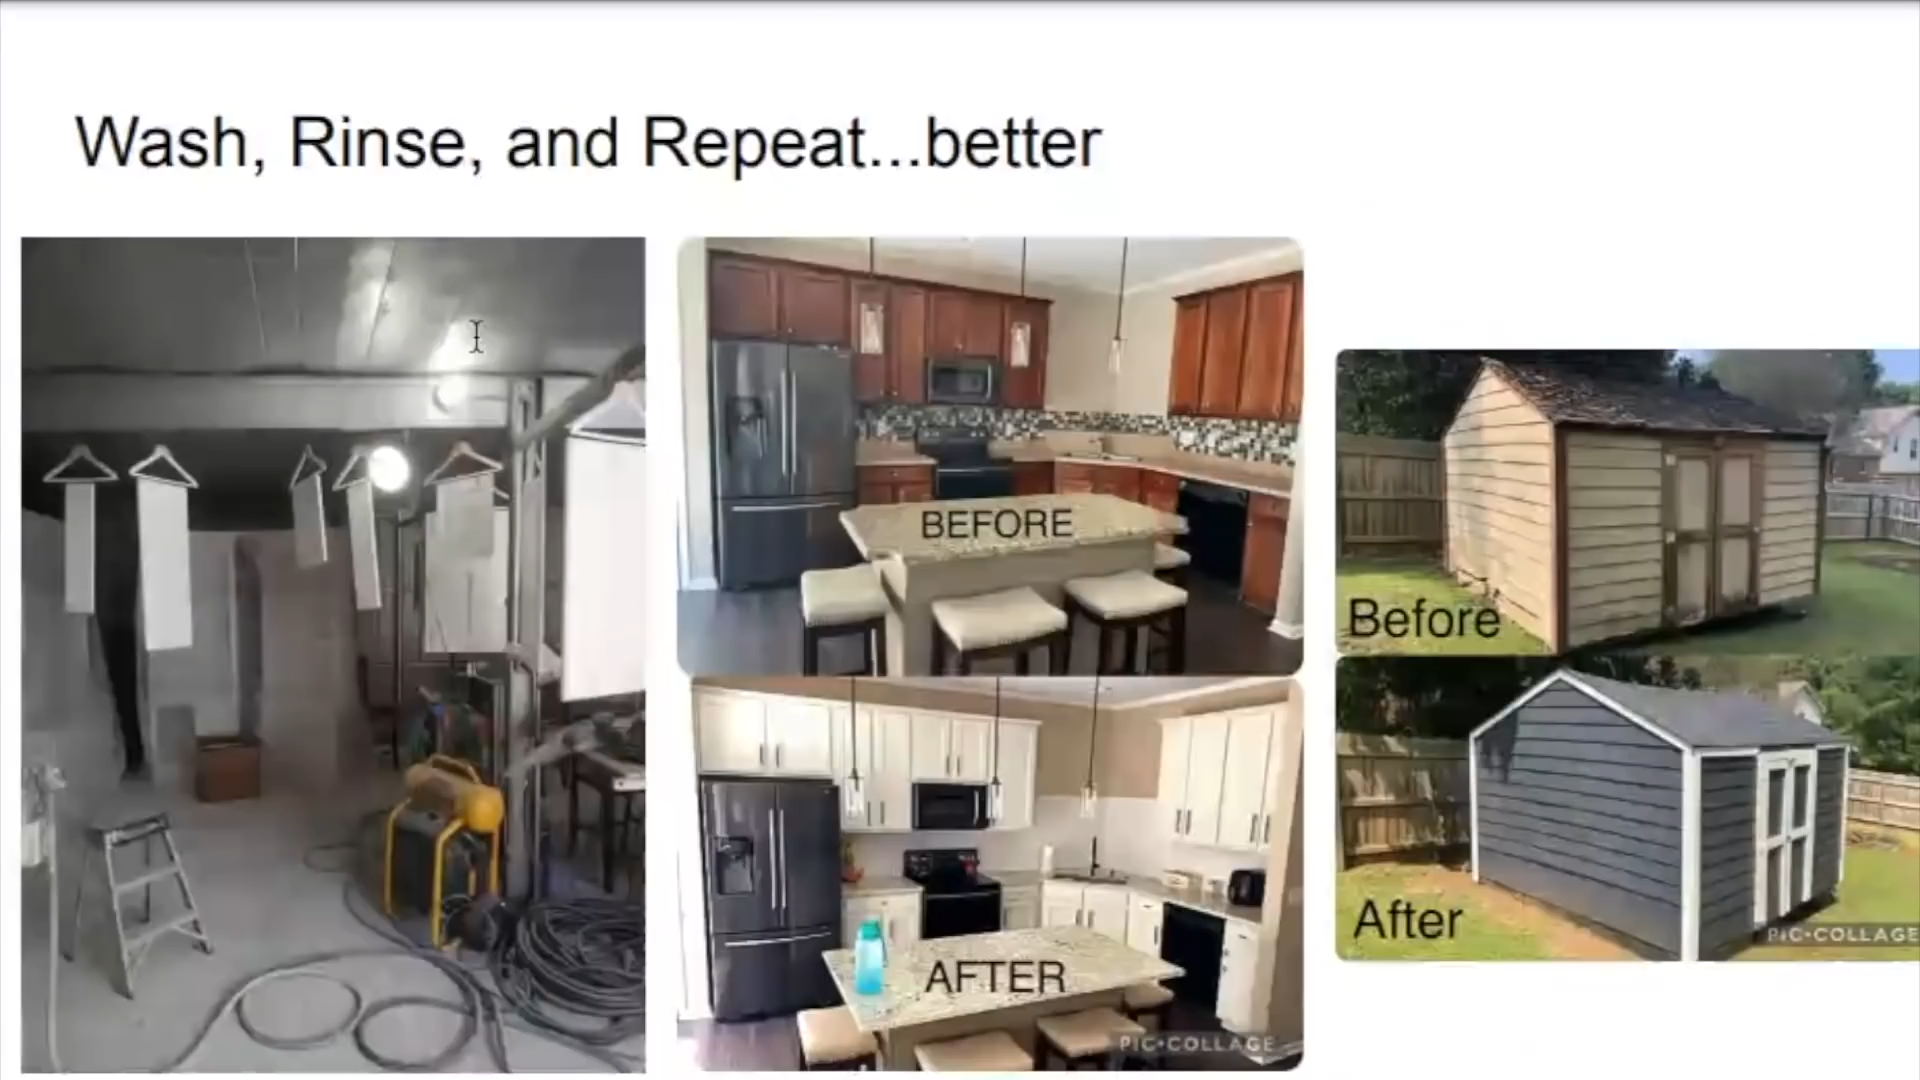 Wash, Rinse, and Repeat...better
BEFORE
AFTER
PIC•COLLAGE
Before
After
PIC•COLLAGE